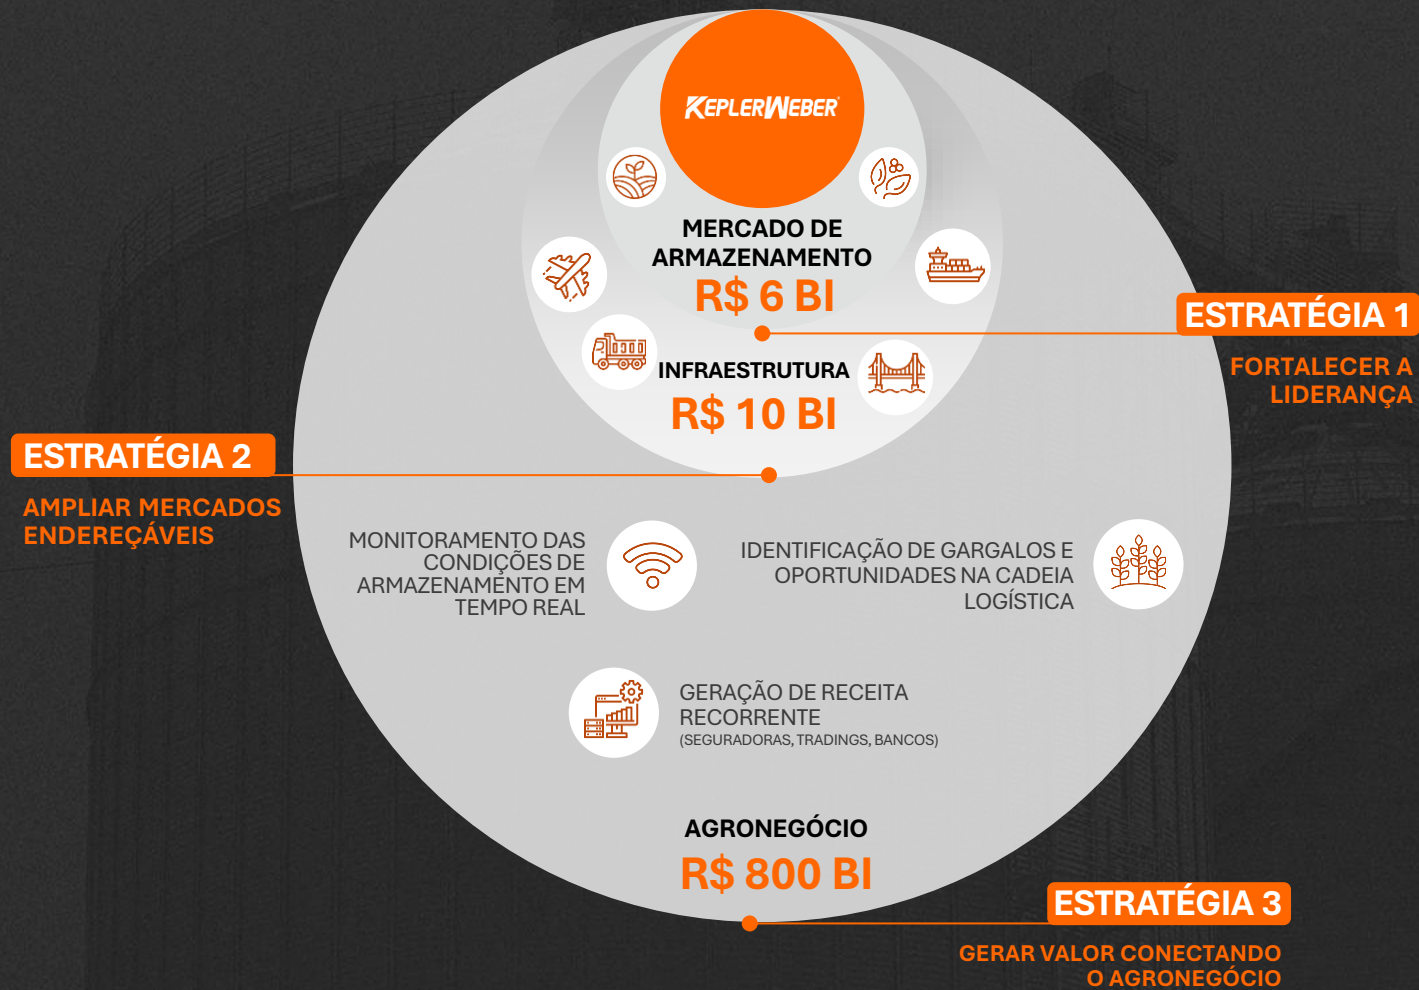 KEPLERWEBER
MERCADO DE
ARMAZENAMENTO
R$ 6 BI
ESTRATÉGIA 1
FORTALECER A
LIDERANÇA
INFRAESTRUTURA
R$ 10 BI
ESTRATÉGIA 2
AMPLIAR MERCADOS
ENDEREÇÁVEIS
MONITORAMENTO DAS
CONDIÇÕES DE
ARMAZENAMENTO EM
TEMPO REAL
IDENTIFICAÇÃO DE GARGALOS E
OPORTUNIDADES NA CADEIA
LOGÍSTICA
GERAÇÃO DE RECEITA
RECORRENTE
(SEGURADORAS, TRADINGS, BANCOS)
AGRONEGÓCIO
R$ 800 BI
ESTRATÉGIA 3
GERAR VALOR CONECTANDO
O AGRONEGÓCIO